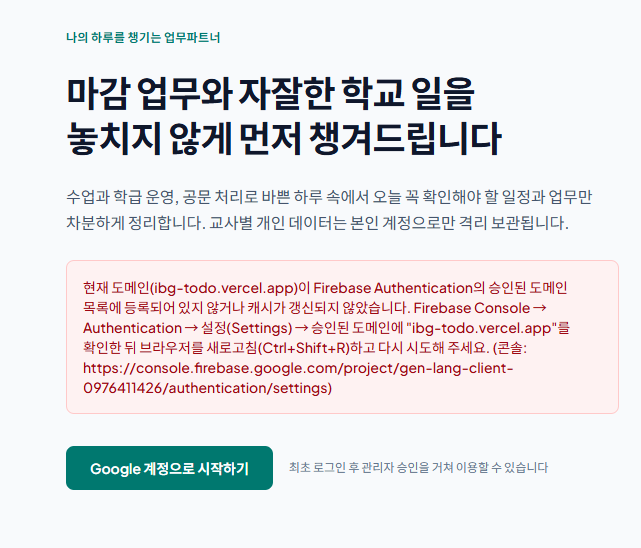 나의 하루를 챙기는 업무파트너
마감 업무와 자잘한 학교 일을
놓치지 않게 먼저 챙겨드립니다
수업과 학급 운영, 공문 처리로 바쁜 하루 속에서 오늘 꼭 확인해야 할 일정과 업무만
차분하게 정리합니다. 교사별 개인 데이터는 본인 계정으로만 격리 보관됩니다.
현재 도메인(ibg-todo.vercel.app)이 Firebase Authentication의 승인된 도메인
목록에 등록되어 있지 않거나 캐시가 갱신되지 않았습니다. Firebase Console →
Authentication → 설정(Settings) → 승인된 도메인에 "ibg-todo.vercel.app"를
확인한 뒤 브라우저를 새로고침(Ctrl+Shift+R)하고 다시 시도해 주세요. (콘솔:
https://console.firebase.google.com/project/gen-lang-client-
0976411426/authentication/settings)
Google 계정으로 시작하기
최초 로그인 후 관리자 승인을 거쳐 이용할 수 있습니다